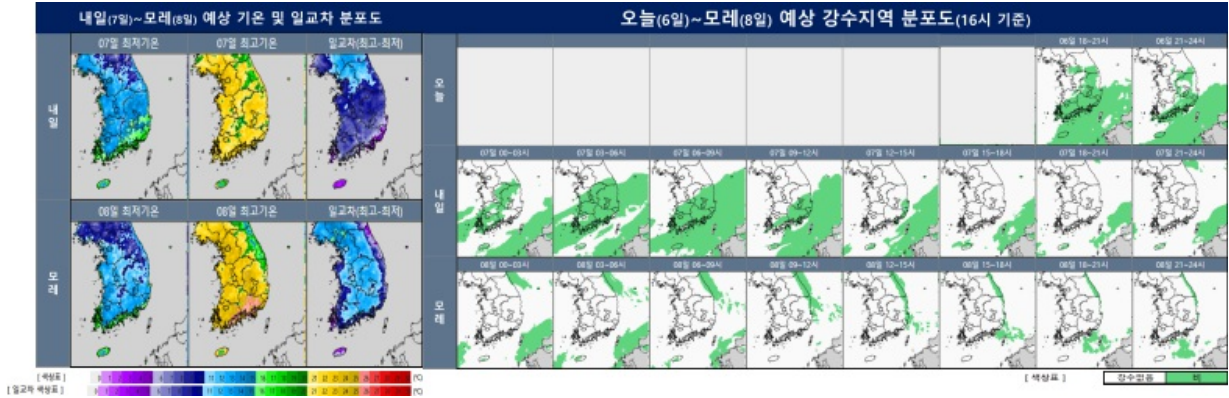 내일(7일)~모레(8일) 예상 기온 및 일교차 분포도
오늘(6일)~모레(8일) 예상 강수지역 분포도(16시 기준)
07일 최저기온 07일 최고기온 일교차(최고-최저)
내일
08일 최저기온 08일 최고기온 일교차(최고-최저)
모레
오늘
06일 18~21시 06일 21~24시
내일
07일 00~03시 07일 03~06시 07일 06~09시 07일 09~12시 07일 12~15시 07일 15~18시 07일 18~21시 07일 21~24시
모레
08일 00~03시 08일 03~06시 08일 06~09시 08일 09~12시 08일 12~15시 08일 15~18시 08일 18~21시 08일 21~24시
[ 색상표 ]
(℃)
[ 일교차 색상표 ]
(℃)
[ 색상표 ] 강수없음 비